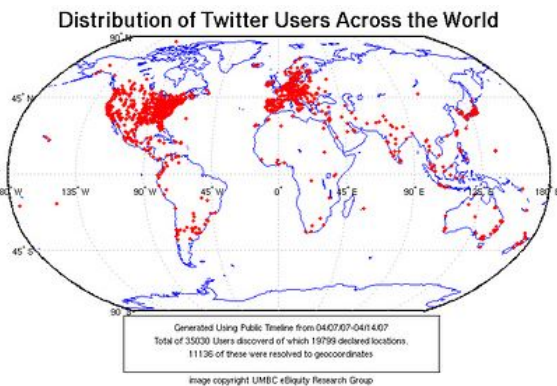 Distribution of Twitter Users Across the World
90° N
45° N
180° W 135° W 90° W 45° W 0° 45° E 90° E 135° E 180° E
45° S
90° S
Generated Using Public Timeline from 04/07/07-04/14/07
Total of 35030 Users discoverd of which 19799 declared locations.
11136 of these were resolved to geocoordinates
image copyright UMBC eBiquity Research Group